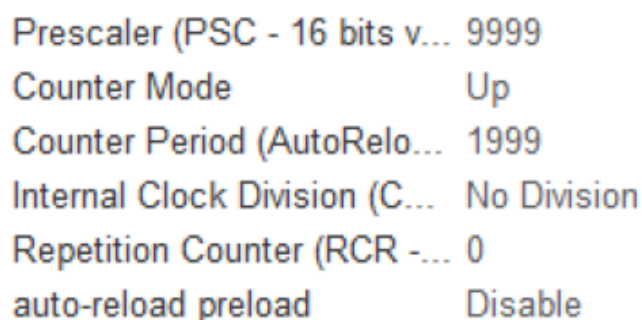 Prescaler (PSC - 16 bits v... 9999
Counter Mode Up
Counter Period (AutoRelo... 1999
Internal Clock Division (C... No Division
Repetition Counter (RCR -... 0
auto-reload preload Disable